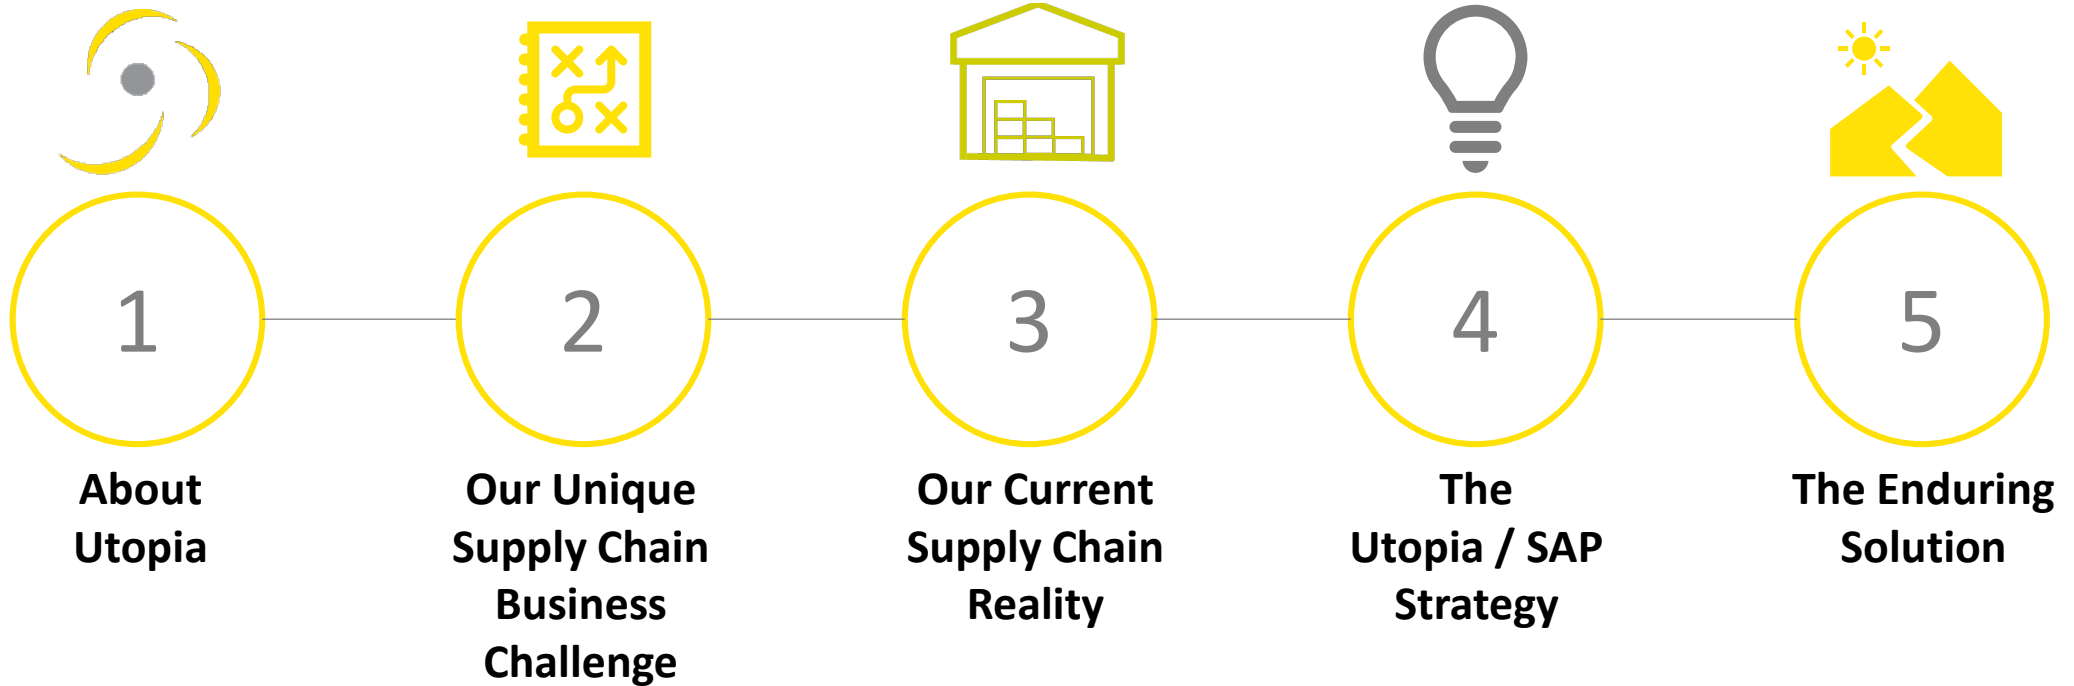 1
About
Utopia
2
Our Unique
Supply Chain
Business
Challenge
3
Our Current
Supply Chain
Reality
4
The
Utopia / SAP
Strategy
5
The Enduring
Solution